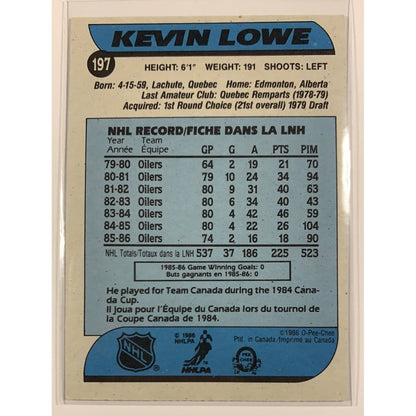 197
KEVIN LOWE
HEIGHT: 6'1" WEIGHT: 191 SHOOTS: LEFT
Born: 4-15-59, Lachute, Quebec Home: Edmonton, Alberta
Last Amateur Club: Quebec Remparts (1978-79)
Acquired: 1st Round Choice (21st overall) 1979 Draft
NHL RECORD/FICHE DANS LA LNH
Year Team
Année Équipe GP G A PTS PIM
79-80 Oilers 64 2 19 21 70
80-81 Oilers 79 10 24 34 94
81-82 Oilers 80 9 31 40 63
82-83 Oilers 80 6 34 40 43
83-84 Oilers 80 4 42 46 59
84-85 Oilers 80 4 22 26 104
85-86 Oilers 74 2 16 18 90
NHL Totals/Totaux dans la LNH 537 37 186 225 523
1985-86 Game Winning Goals: 0
Buts gagnants en 1985-86: 0
He played for Team Canada during the 1984 Cana-
da Cup.
Il joua pour l'Équipe du Canada lors du tournoi de
la Coupe Canada de 1984.
NHL
© 1986
NHLPA
O PEE CHEE
© 1986 O-Pee-Chee
Ptd. in Canada/Imprimé au Canada